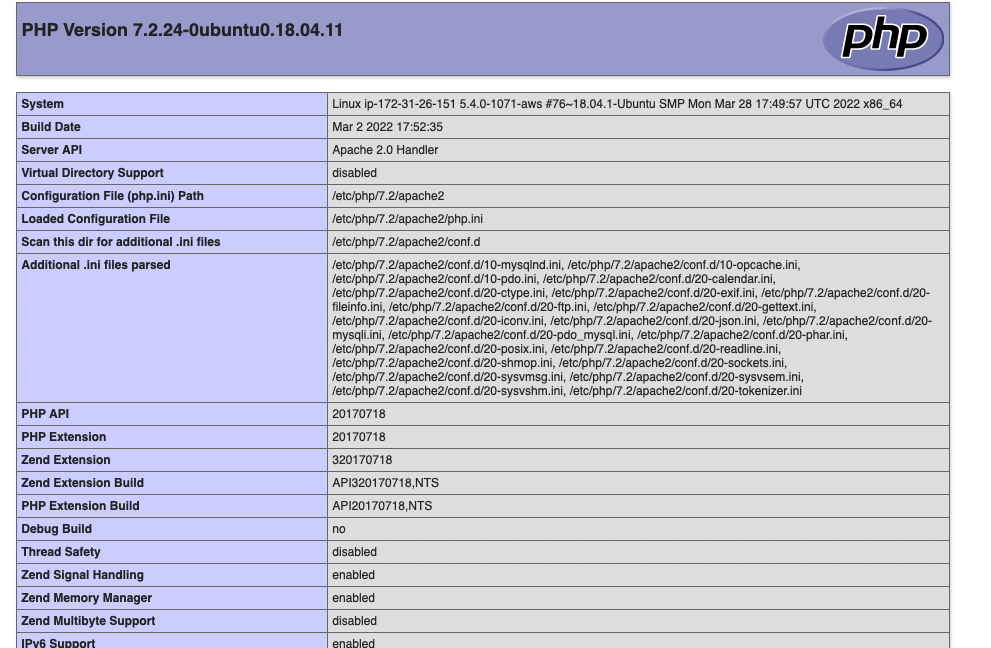 PHP Version 7.2.24-0ubuntu0.18.04.11
php
System Linux ip-172-31-26-151 5.4.0-1071-aws #76~18.04.1-Ubuntu SMP Mon Mar 28 17:49:57 UTC 2022 x86_64
Build Date Mar 2 2022 17:52:35
Server API Apache 2.0 Handler
Virtual Directory Support disabled
Configuration File (php.ini) Path /etc/php/7.2/apache2
Loaded Configuration File /etc/php/7.2/apache2/php.ini
Scan this dir for additional .ini files /etc/php/7.2/apache2/conf.d
Additional .ini files parsed /etc/php/7.2/apache2/conf.d/10-mysqlnd.ini, /etc/php/7.2/apache2/conf.d/10-opcache.ini,
/etc/php/7.2/apache2/conf.d/10-pdo.ini, /etc/php/7.2/apache2/conf.d/20-calendar.ini,
/etc/php/7.2/apache2/conf.d/20-ctype.ini, /etc/php/7.2/apache2/conf.d/20-exif.ini, /etc/php/7.2/apache2/conf.d/20-
fileinfo.ini, /etc/php/7.2/apache2/conf.d/20-ftp.ini, /etc/php/7.2/apache2/conf.d/20-gettext.ini,
/etc/php/7.2/apache2/conf.d/20-iconv.ini, /etc/php/7.2/apache2/conf.d/20-json.ini, /etc/php/7.2/apache2/conf.d/20-
mysqli.ini, /etc/php/7.2/apache2/conf.d/20-pdo_mysql.ini, /etc/php/7.2/apache2/conf.d/20-phar.ini,
/etc/php/7.2/apache2/conf.d/20-posix.ini, /etc/php/7.2/apache2/conf.d/20-readline.ini,
/etc/php/7.2/apache2/conf.d/20-shmop.ini, /etc/php/7.2/apache2/conf.d/20-sockets.ini,
/etc/php/7.2/apache2/conf.d/20-sysvmsg.ini, /etc/php/7.2/apache2/conf.d/20-sysvsem.ini,
/etc/php/7.2/apache2/conf.d/20-sysvshm.ini, /etc/php/7.2/apache2/conf.d/20-tokenizer.ini
PHP API 20170718
PHP Extension 20170718
Zend Extension 320170718
Zend Extension Build API320170718,NTS
PHP Extension Build API20170718,NTS
Debug Build no
Thread Safety disabled
Zend Signal Handling enabled
Zend Memory Manager enabled
Zend Multibyte Support disabled
IPv6 Support enabled